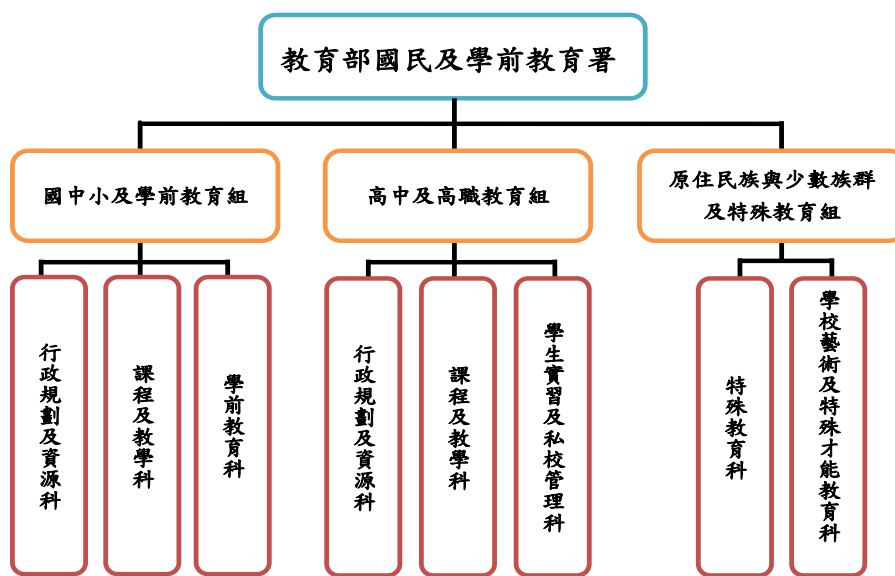 教育部國民及學前教育署
國中小及學前教育組
高中及高職教育組
原住民族與少數族群
及特殊教育組
行政規劃及資源科
課程及教學科
學前教育科
行政規劃及資源科
課程及教學科
學生實習及私校管理科
特殊教育科
學校藝術及特殊才能教育科